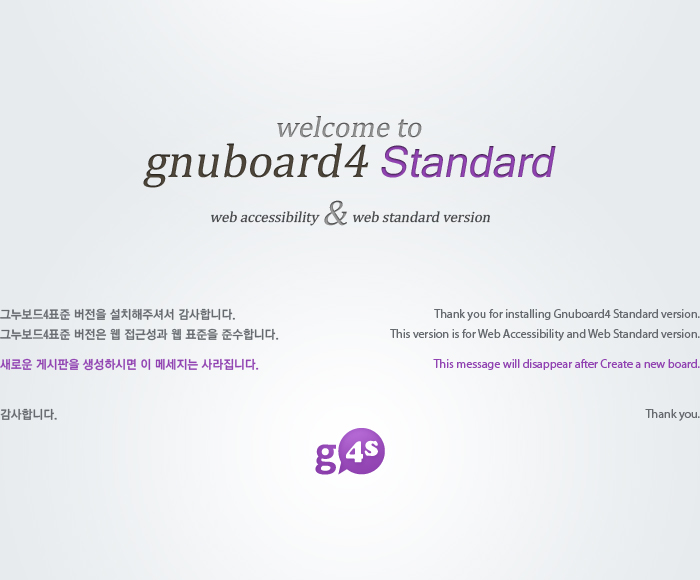 welcome to
gnuboard4 Standard
web accessibility & web standard version
그누보드4표준 버전을 설치해주셔서 감사합니다.
그누보드4표준 버전은 웹 접근성과 웹 표준을 준수합니다.
새로운 게시판을 생성하시면 이 메세지는 사라집니다.
감사합니다.
Thank you for installing Gnuboard4 Standard version.
This version is for Web Accessibility and Web Standard version.
This message will disappear after Create a new board.
Thank you.
g4s